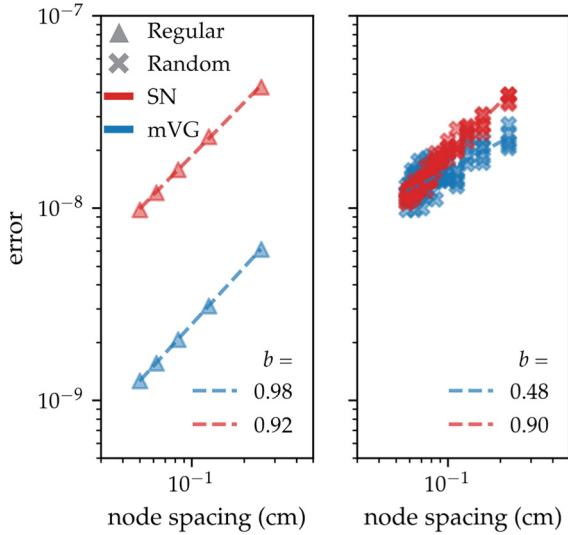 10⁻⁷
10⁻⁸
10⁻⁹
error
Regular
Random
SN
mVG
b =
0.98
0.92
10⁻¹
node spacing (cm)
b =
0.48
0.90
10⁻¹
node spacing (cm)